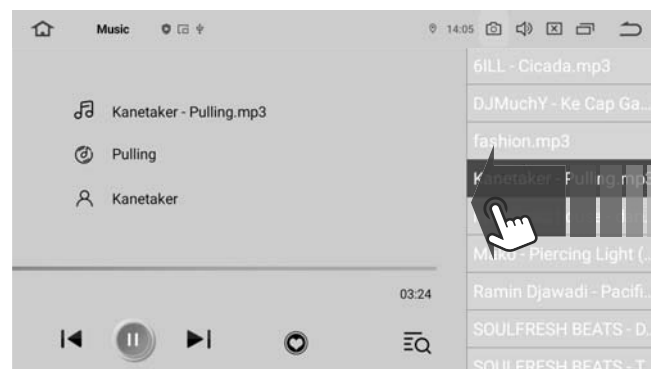 Music
14:05
Kanetaker - Pulling.mp3
Pulling
Kanetaker
03:24
6ILL - Cicada.mp3
DJMuchY - Ke Cap Ga...
fashion.mp3
Kanetaker - Pulling.mp3
Mako - Piercing Light (...
Ramin Djawadi - Pacifi...
SOULFRESH BEATS - D...
SOULFRESH BEATS - T...